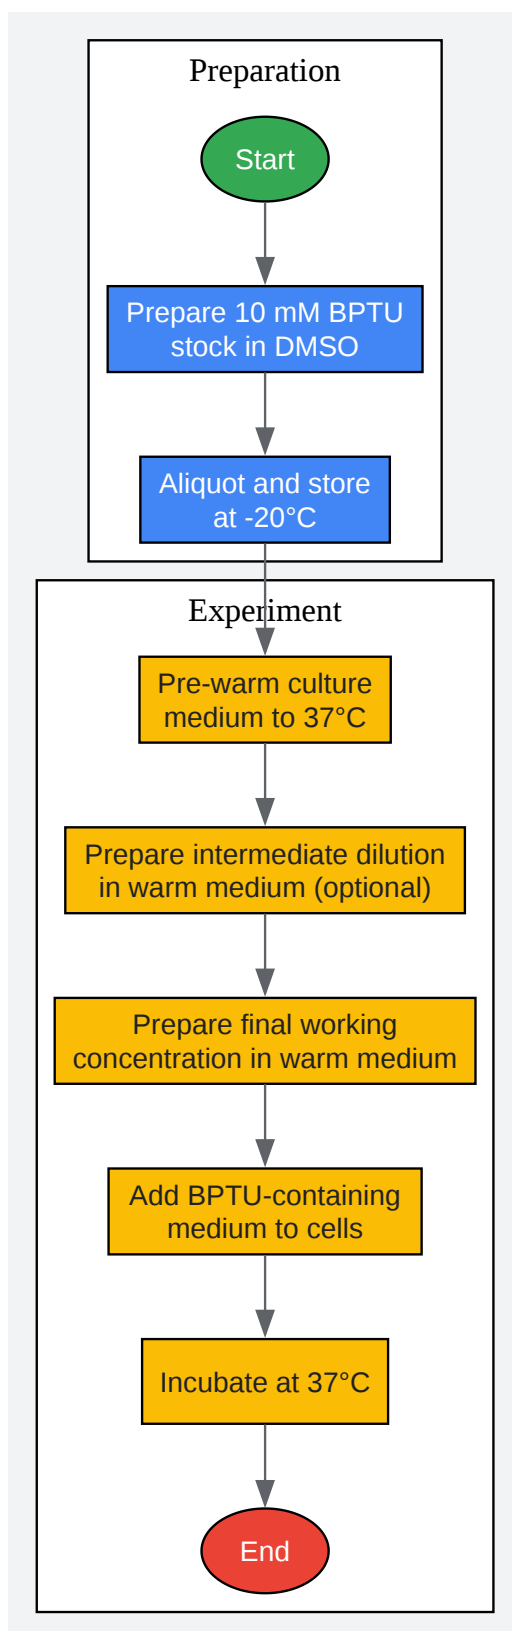 Preparation
Start
Prepare 10 mM BPTU
stock in DMSO
Aliquot and store
at -20°C
Experiment
Pre-warm culture
medium to 37°C
Prepare intermediate dilution
in warm medium (optional)
Prepare final working
concentration in warm medium
Add BPTU-containing
medium to cells
Incubate at 37°C
End